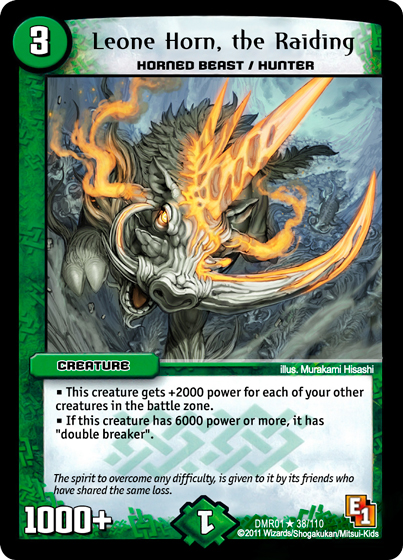 3
Leone Horn, the Raiding
HORNED BEAST / HUNTER
illus. Murakami Hisashi
CREATURE
▪ This creature gets +2000 power for each of your other
creatures in the battle zone.
▪ If this creature has 6000 power or more, it has
"double breaker".
The spirit to overcome any difficulty, is given to it by its friends who
have shared the same loss.
1000+
1
E1
DMR01★38/110
©2011 Wizards/Shogakukan/Mitsui-Kids